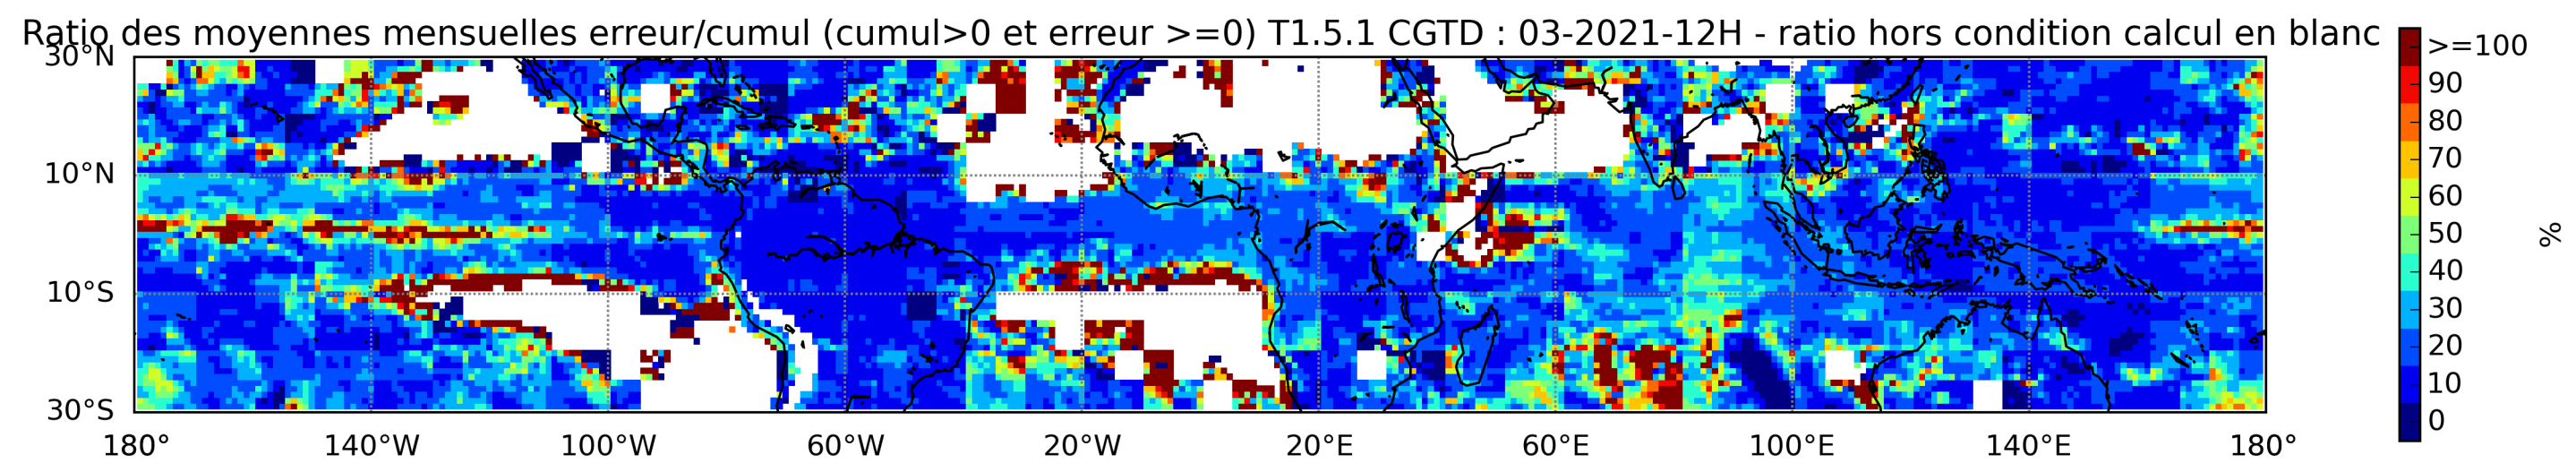 Ratio des moyennes mensuelles erreur/cumul (cumul>0 et erreur >=0) T1.5.1 CGTD : 03-2021-12H - ratio hors condition calcul en blanc
30°N
10°N
10°S
30°S
180°
140°W
100°W
60°W
20°W
20°E
60°E
100°E
140°E
180°
>=100
90
80
70
60
50
40
30
20
10
0
%